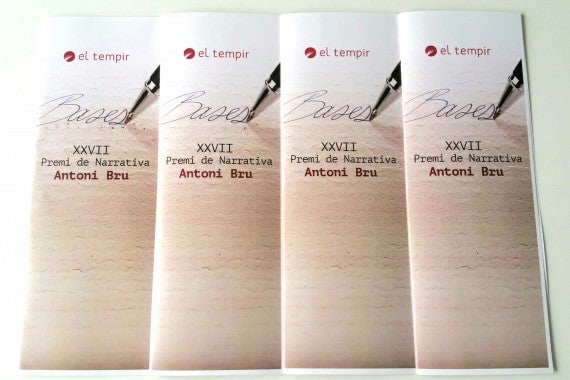 el tempir
Bases
XXVII
Premi de Narrativa
Antoni Bru
el tempir
Bases
XXVII
Premi de Narrativa
Antoni Bru
el tempir
Bases
XXVII
Premi de Narrativa
Antoni Bru
el tempir
Bases
XXVII
Premi de Narrativa
Antoni Bru